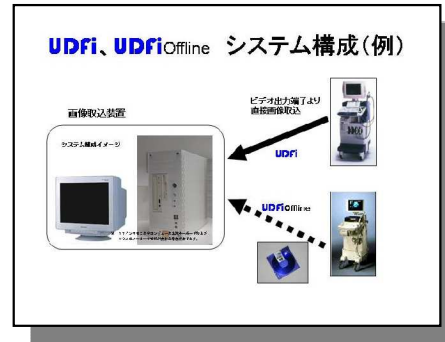 UDFi、UDFiOffline システム構成（例）
ビデオ出力端子より
直接画像取込
画像取込装置
システム構成イメージ
UDFi
UDFiOffline